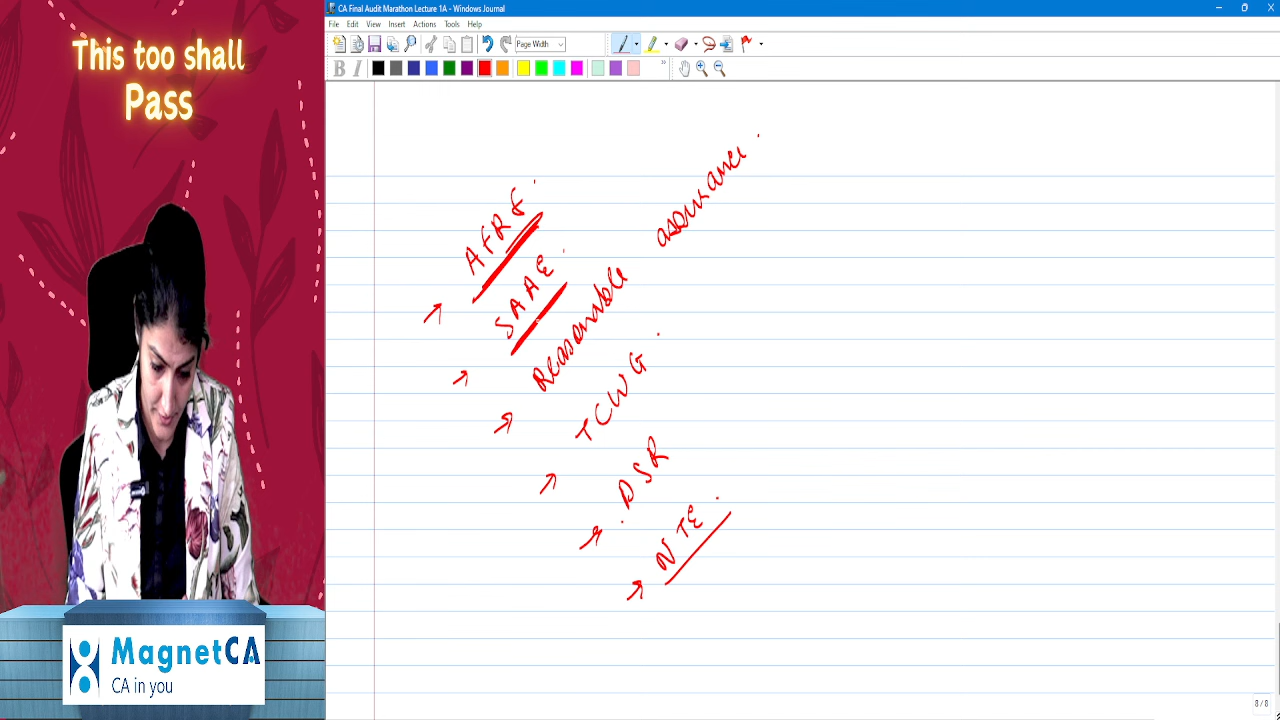 This too shall
Pass
CA Final Audit Marathon Lecture 1A - Windows Journal
File Edit View Insert Actions Tools Help
Page Width
B I
→ AFRF.
→ SAAE.
→ Reasonable assurance.
→ TCWG.
→ DSR
→ NTE.
MagnetCA
CA in you
8 / 8